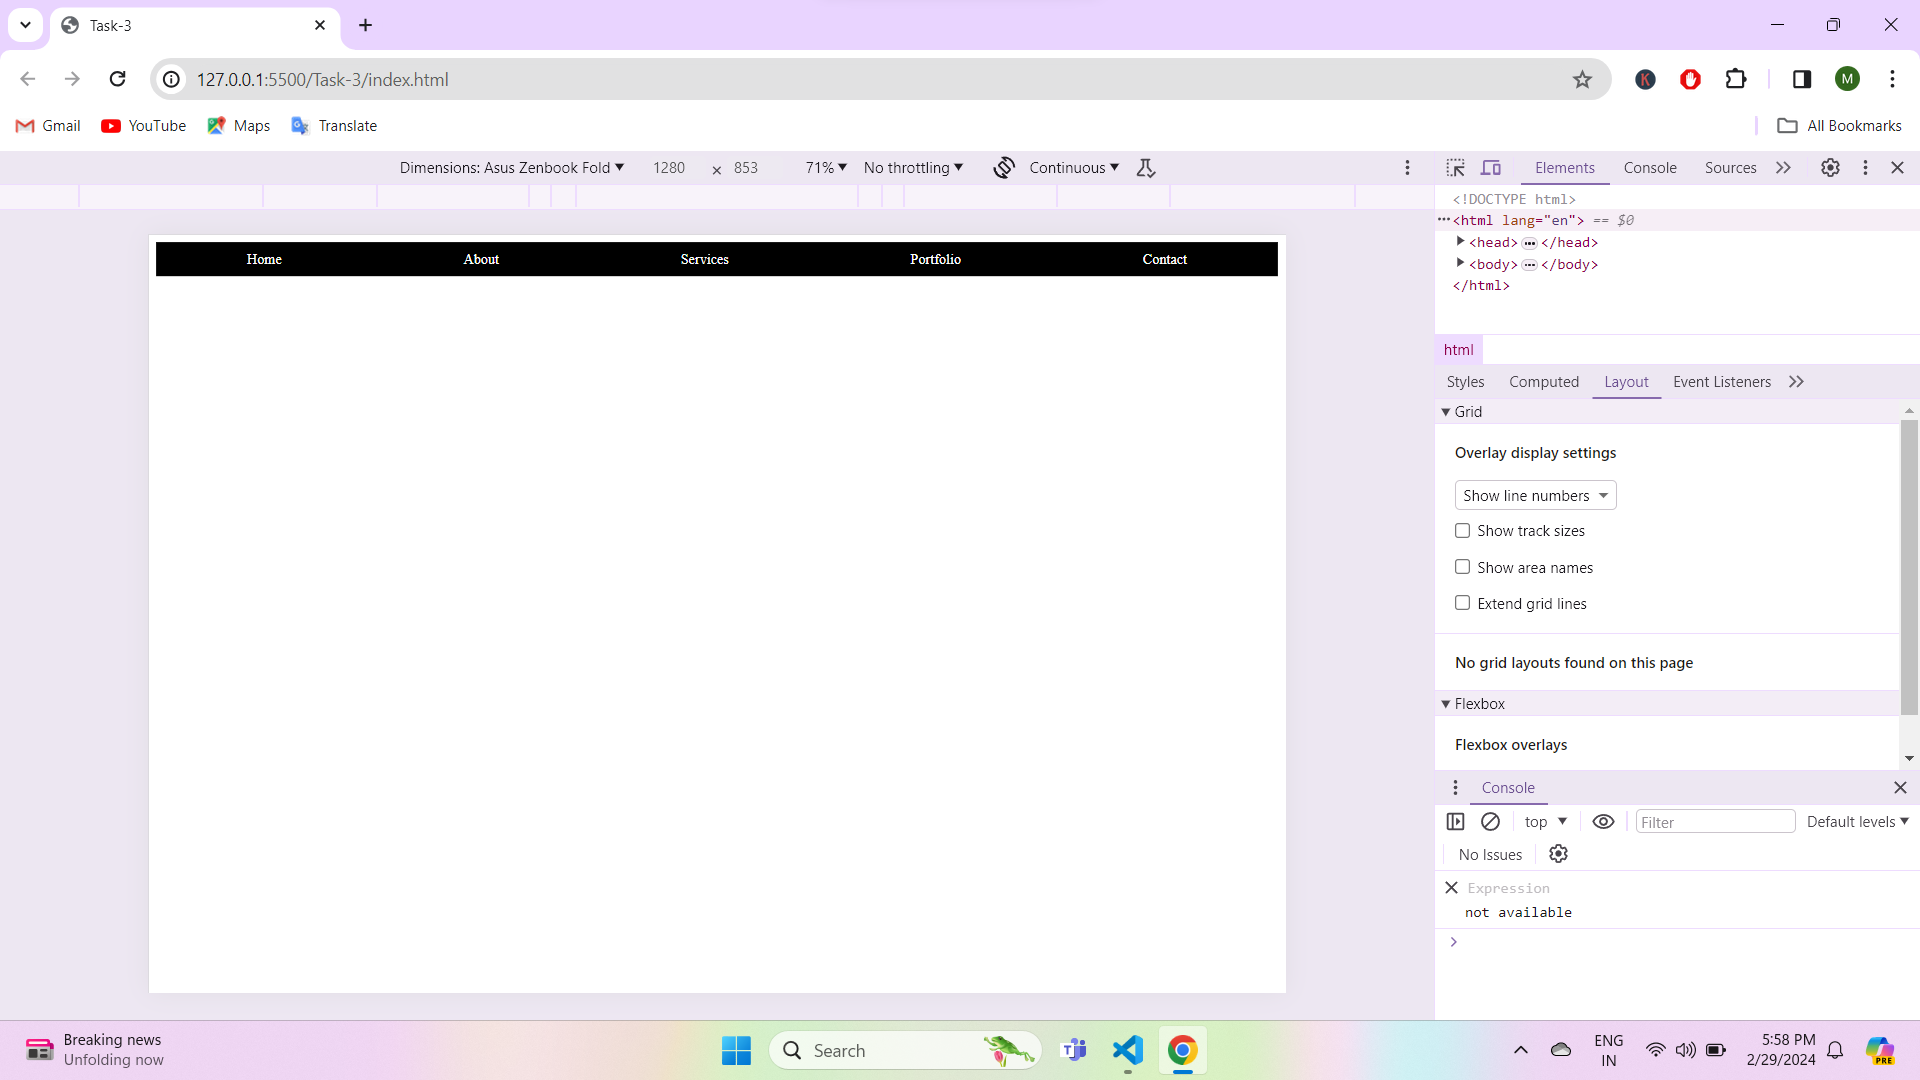 Task-3
127.0.0.1:5500/Task-3/index.html
K
M
Gmail
YouTube
Maps
Translate
All Bookmarks
Dimensions: Asus Zenbook Fold
1280
×
853
71%
No throttling
Continuous
Elements
Console
Sources
<!DOCTYPE html>
<html lang="en"> == $0
<head> ••• </head>
<body> ••• </body>
</html>
Home
About
Services
Portfolio
Contact
html
Styles
Computed
Layout
Event Listeners
Grid
Overlay display settings
Show line numbers
Show track sizes
Show area names
Extend grid lines
No grid layouts found on this page
Flexbox
Flexbox overlays
Console
top
Filter
Default levels
No Issues
Expression
not available
Breaking news
Unfolding now
Search
ENG
IN
5:58 PM
2/29/2024
PRE